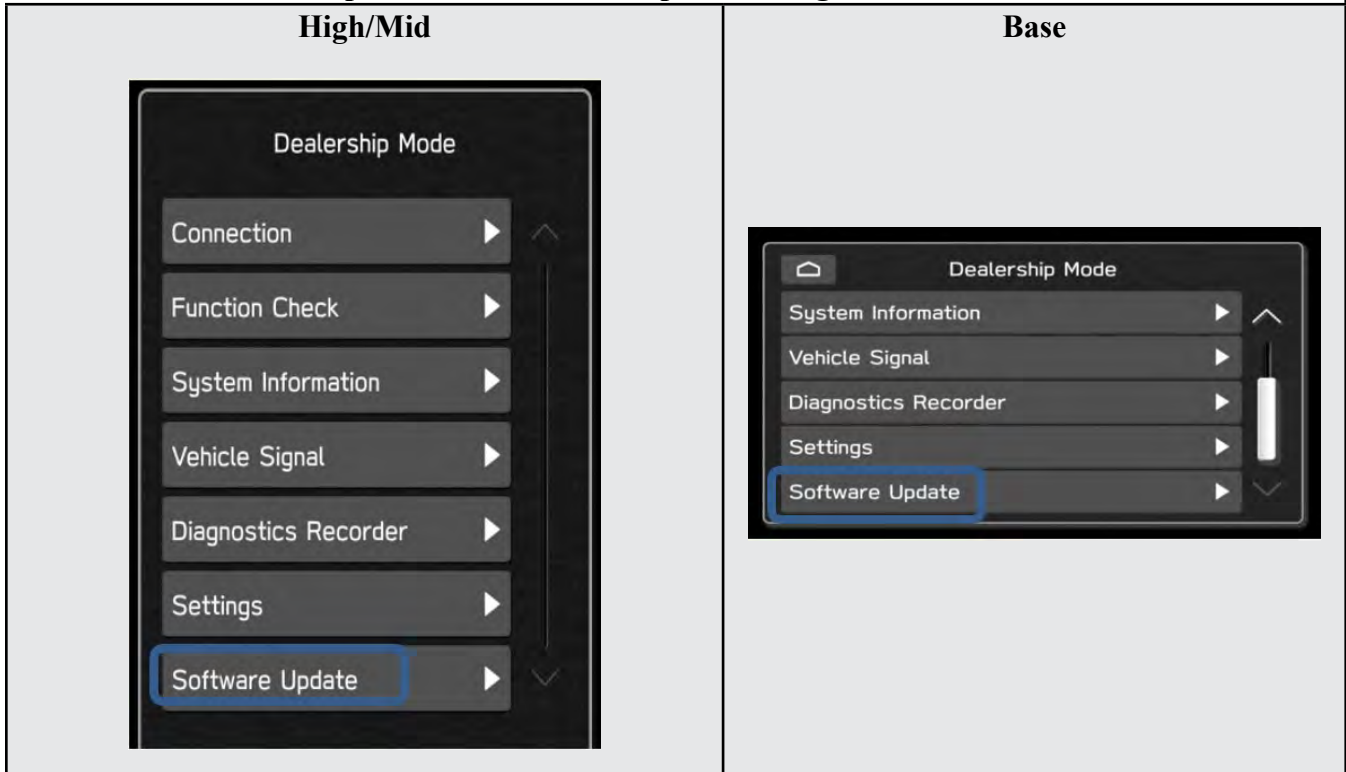 High/Mid
Base
Dealership Mode
Connection
Function Check
System Information
Vehicle Signal
Diagnostics Recorder
Settings
Software Update
Dealership Mode
System Information
Vehicle Signal
Diagnostics Recorder
Settings
Software Update